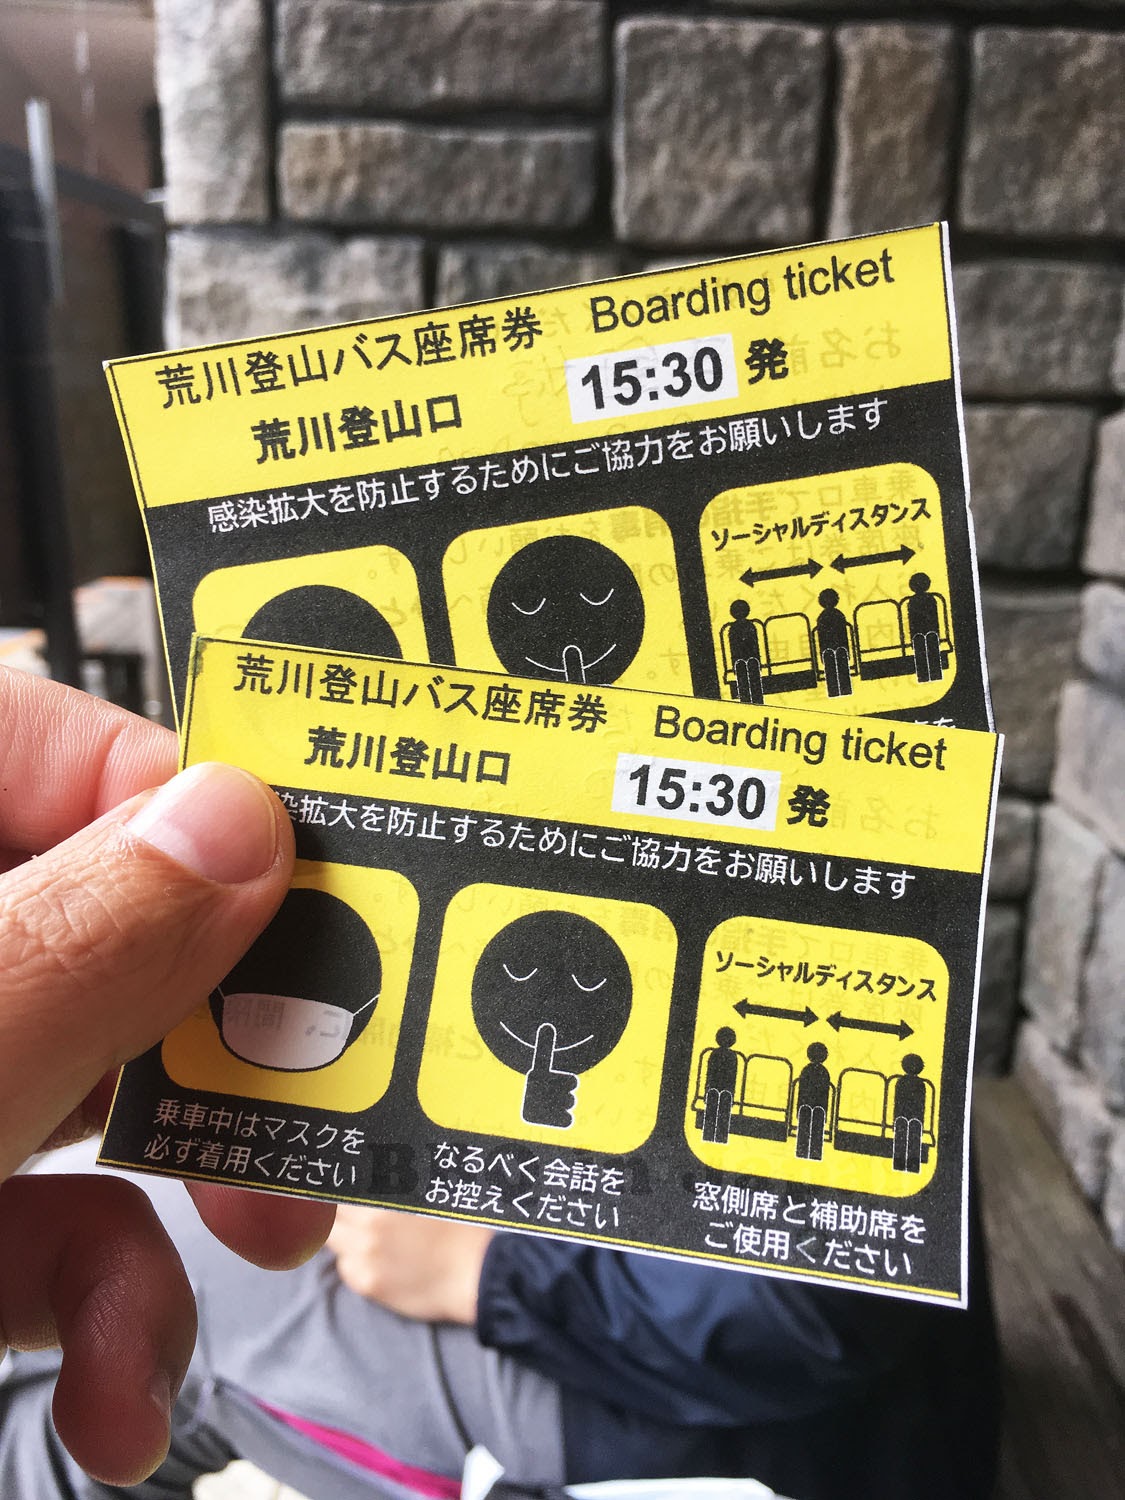 荒川登山バス座席券 Boarding ticket
荒川登山口 15:30 発
感染拡大を防止するためにご協力をお願いします
ソーシャルディスタンス
荒川登山バス座席券 Boarding ticket
荒川登山口 15:30 発
染拡大を防止するためにご協力をお願いします
ソーシャルディスタンス
乗車中はマスクを
必ず着用ください
なるべく会話を
お控えください
窓側席と補助席を
ご使用ください